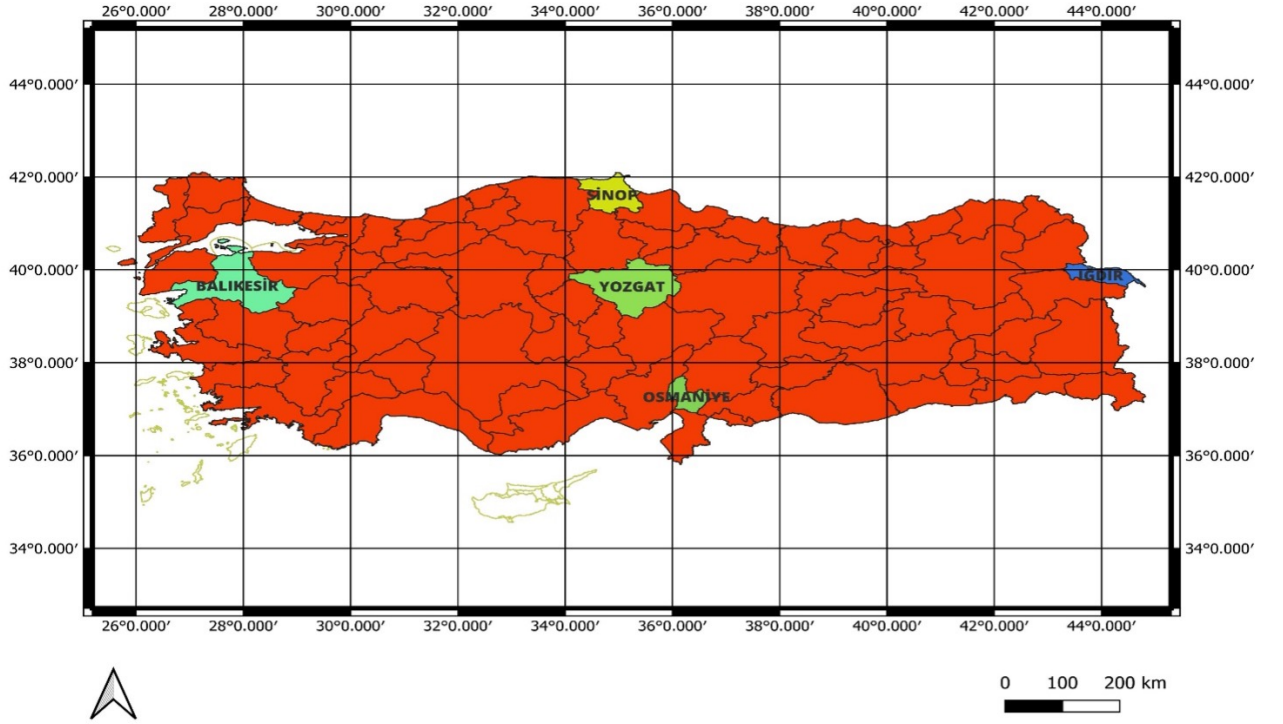 26°0.000′ 28°0.000′ 30°0.000′ 32°0.000′ 34°0.000′ 36°0.000′ 38°0.000′ 40°0.000′ 42°0.000′ 44°0.000′
44°0.000′ 44°0.000′
42°0.000′ 42°0.000′
SİNOP
40°0.000′ 40°0.000′
IĞDIR
BALIKESİR YOZGAT
38°0.000′ 38°0.000′
OSMANİYE
36°0.000′ 36°0.000′
34°0.000′ 34°0.000′
26°0.000′ 28°0.000′ 30°0.000′ 32°0.000′ 34°0.000′ 36°0.000′ 38°0.000′ 40°0.000′ 42°0.000′ 44°0.000′
0 100 200 km